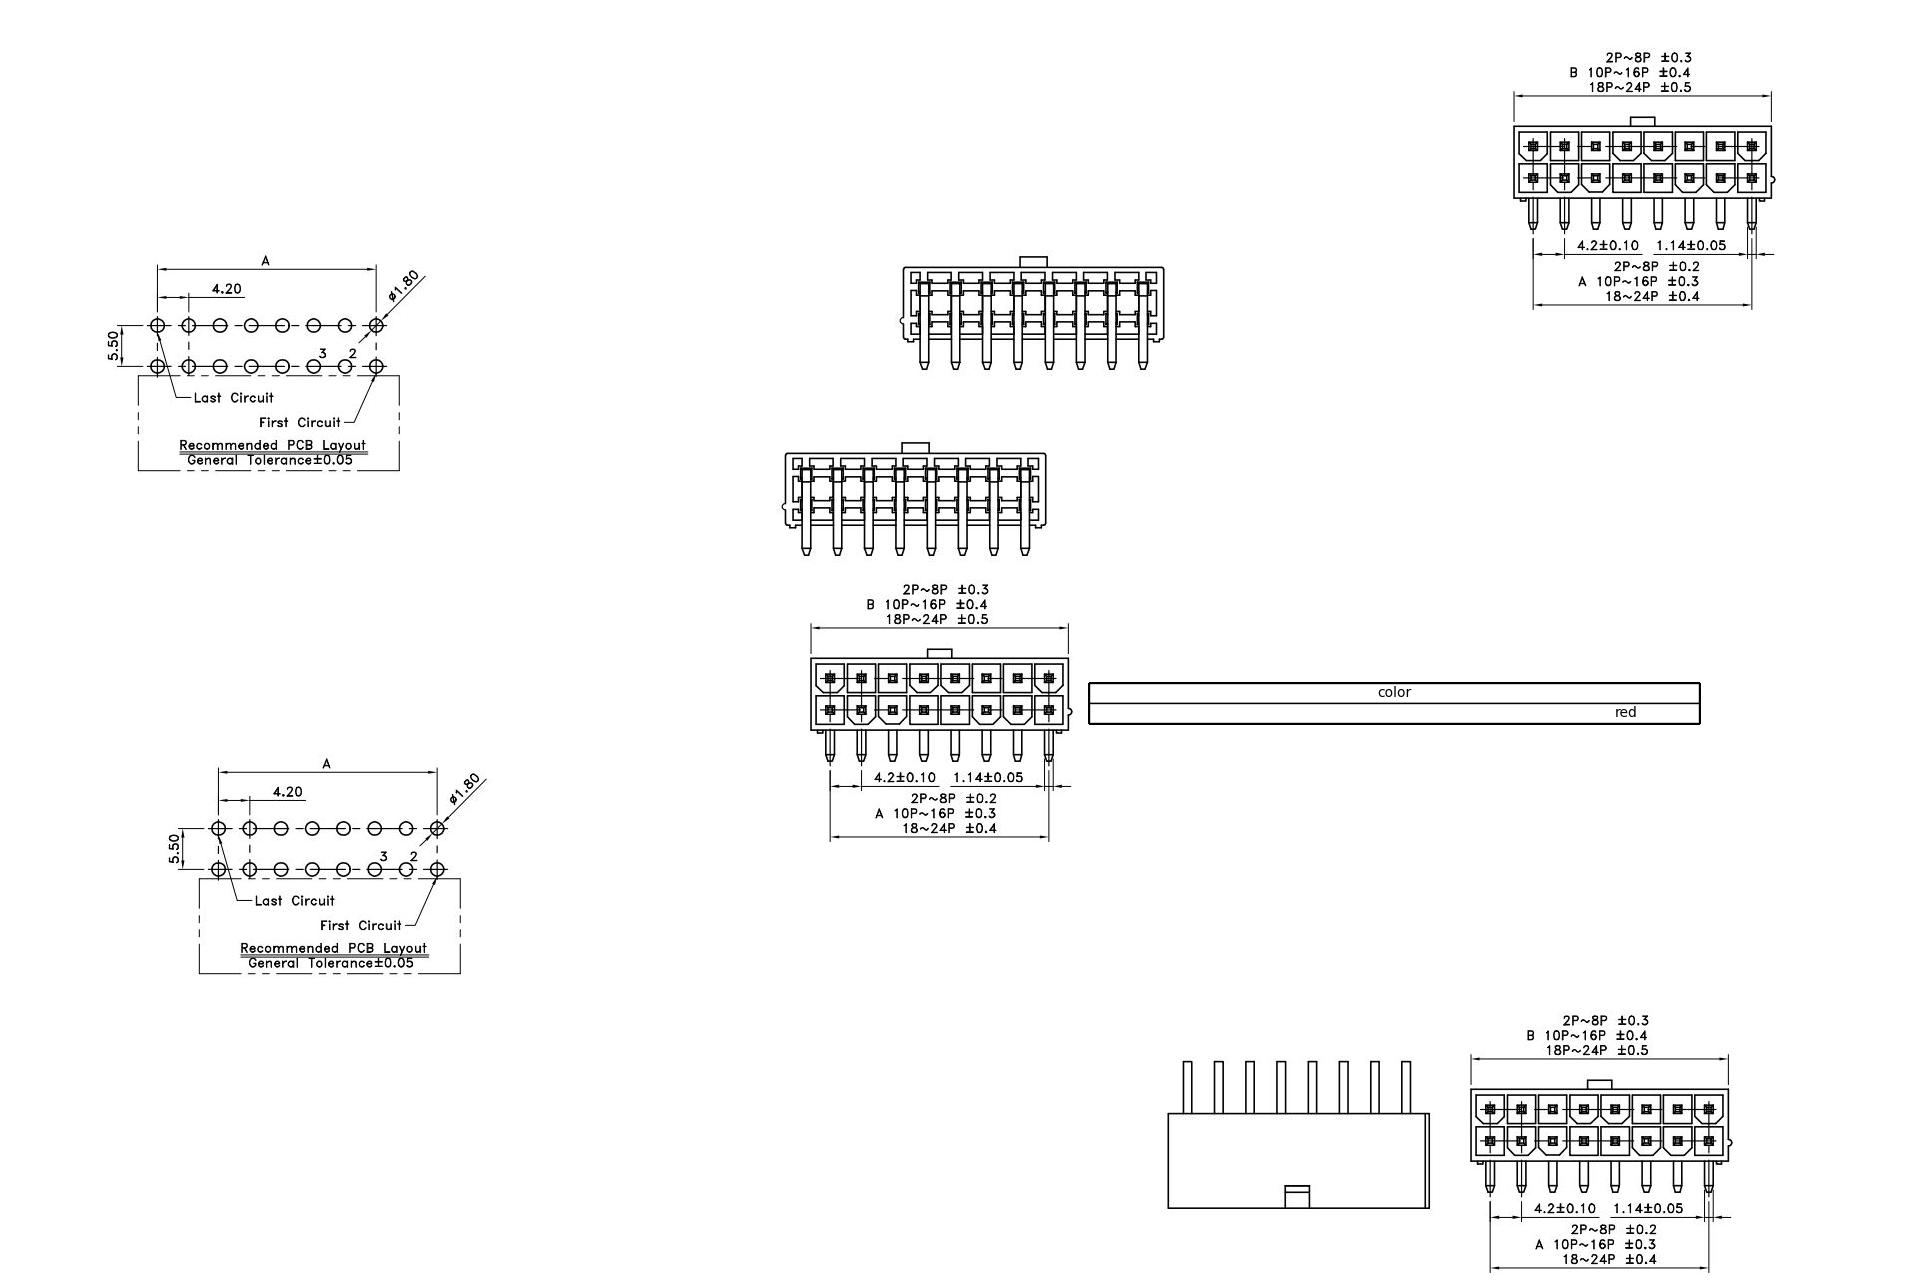 2P~8P ±0.3
B 10P~16P ±0.4
18P~24P ±0.5
4.2±0.10 1.14±0.05
2P~8P ±0.2
A 10P~16P ±0.3
18~24P ±0.4
A
4.20
ø1.80
5.50
3 2
Last Circuit
First Circuit
Recommended PCB Layout
General Tolerance±0.05
2P~8P ±0.3
B 10P~16P ±0.4
18P~24P ±0.5
color
red
4.2±0.10 1.14±0.05
2P~8P ±0.2
A 10P~16P ±0.3
18~24P ±0.4
A
4.20
ø1.80
5.50
3 2
Last Circuit
First Circuit
Recommended PCB Layout
General Tolerance±0.05
2P~8P ±0.3
B 10P~16P ±0.4
18P~24P ±0.5
4.2±0.10 1.14±0.05
2P~8P ±0.2
A 10P~16P ±0.3
18~24P ±0.4